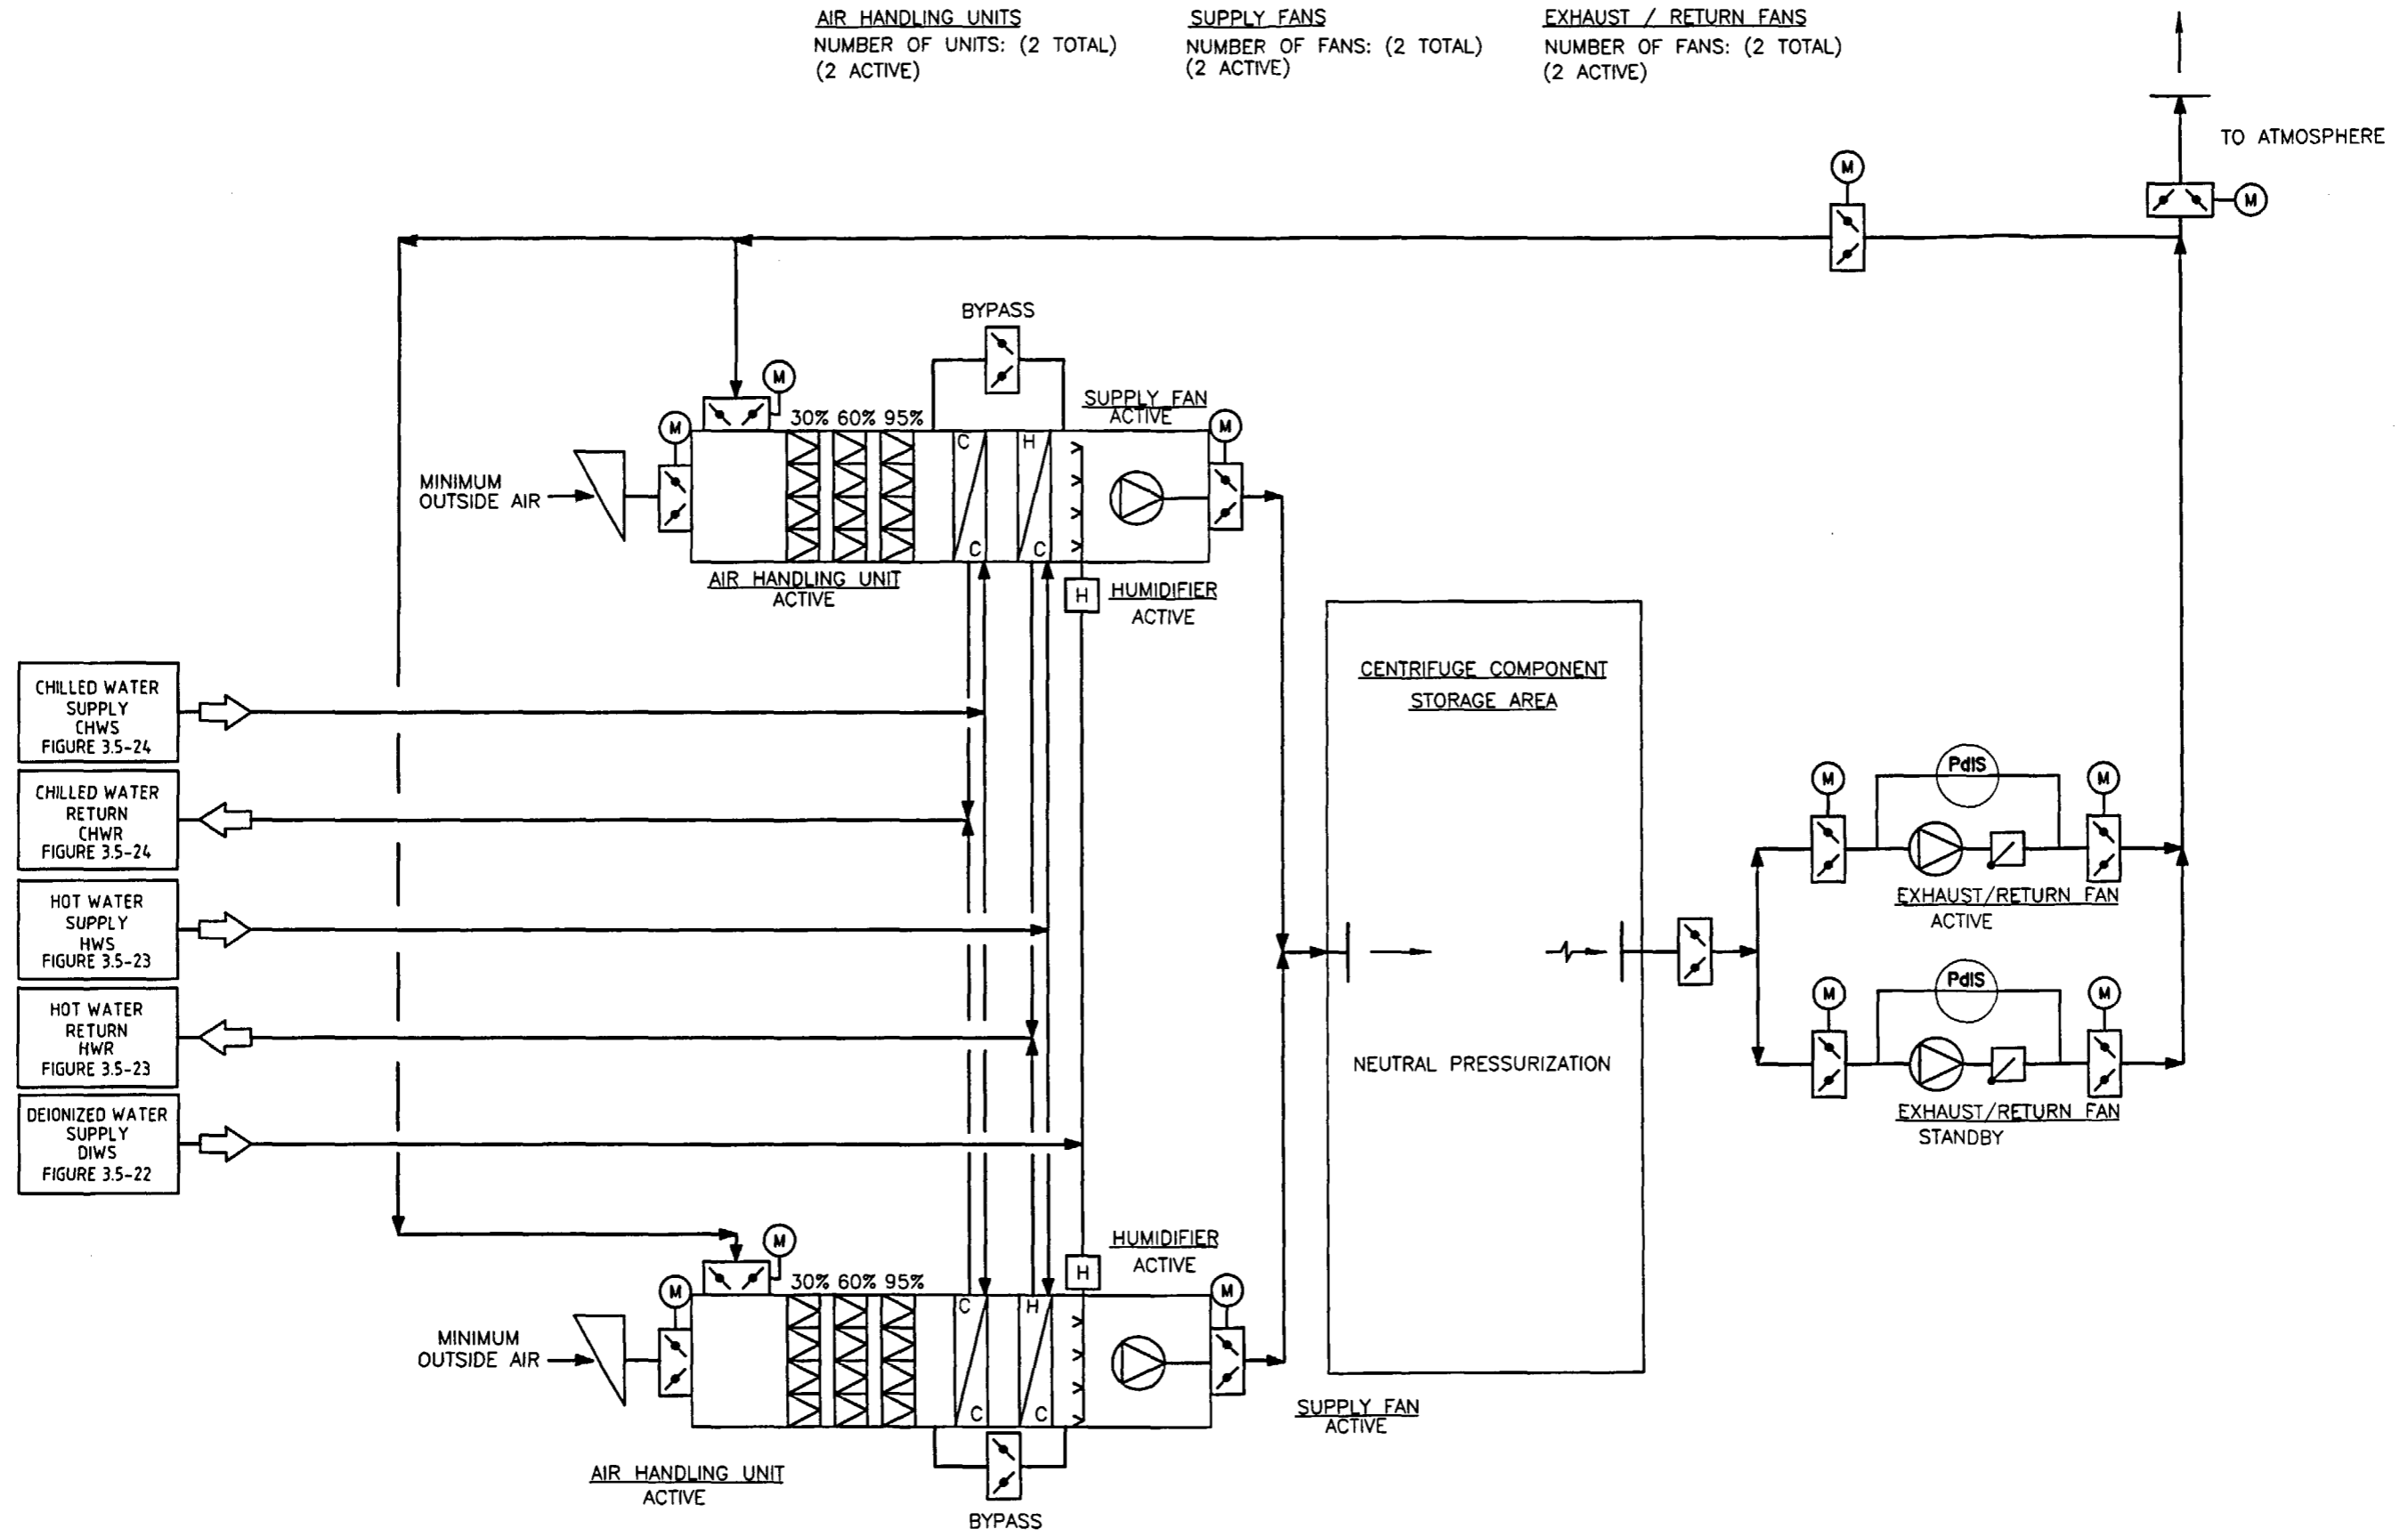 AIR HANDLING UNITS
NUMBER OF UNITS: (2 TOTAL)
(2 ACTIVE)
SUPPLY FANS
NUMBER OF FANS: (2 TOTAL)
(2 ACTIVE)
EXHAUST / RETURN FANS
NUMBER OF FANS: (2 TOTAL)
(2 ACTIVE)
TO ATMOSPHERE
M
M
BYPASS
M
SUPPLY FAN
ACTIVE
30% 60% 95%
M
M
C
H
MINIMUM
OUTSIDE AIR
C
C
AIR HANDLING UNIT
ACTIVE
H
HUMIDIFIER
ACTIVE
CHILLED WATER
SUPPLY
CHWS
FIGURE 3.5-24
CHILLED WATER
RETURN
CHWR
FIGURE 3.5-24
HOT WATER
SUPPLY
HWS
FIGURE 3.5-23
HOT WATER
RETURN
HWR
FIGURE 3.5-23
DEIONIZED WATER
SUPPLY
DIWS
FIGURE 3.5-22
CENTRIFUGE COMPONENT
STORAGE AREA
NEUTRAL PRESSURIZATION
M
PdIS
M
EXHAUST/RETURN FAN
ACTIVE
M
PdIS
M
EXHAUST/RETURN FAN
STANDBY
HUMIDIFIER
ACTIVE
H
M
30% 60% 95%
M
M
C
H
MINIMUM
OUTSIDE AIR
C
C
SUPPLY FAN
ACTIVE
AIR HANDLING UNIT
ACTIVE
BYPASS